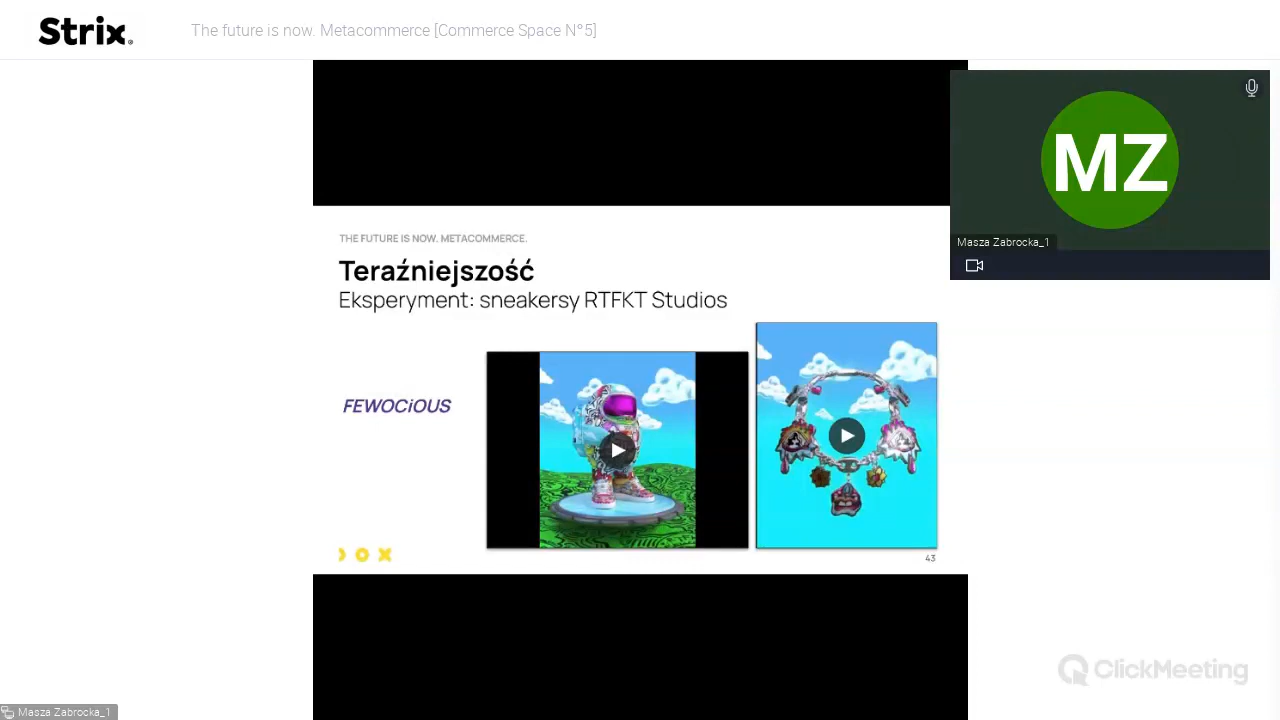 Strix
The future is now. Metacommerce [Commerce Space N°5]
MZ
Masza Zabrocka_1
THE FUTURE IS NOW. METACOMMERCE.
Teraźniejszość
Eksperyment: sneakersy RTFKT Studios
FEWOCiOUS
43
ClickMeeting
Masza Zabrocka_1